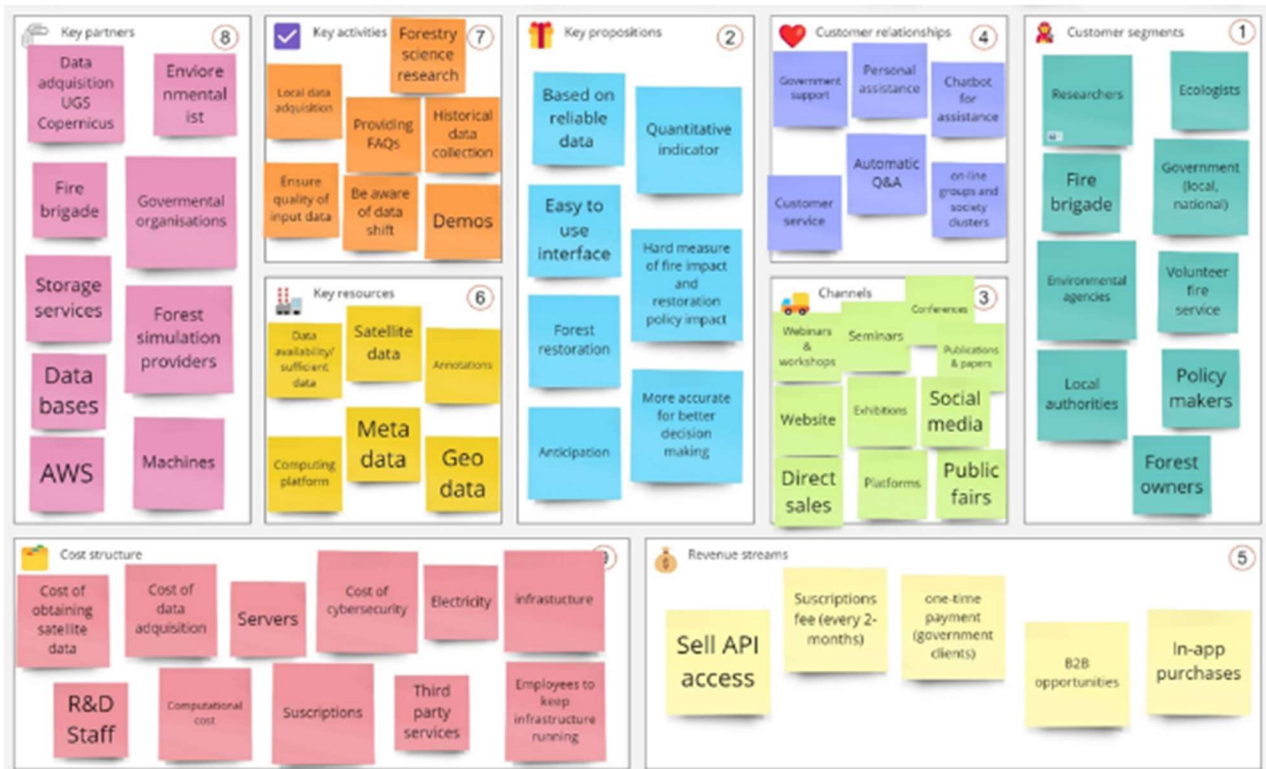 Key partners
8
Data
adquisition
UGS
Copernicus
Enviore
nmental
ist
Fire
brigade
Govermental
organisations
Storage
services
Forest
simulation
providers
Data
bases
AWS
Machines
Key activities
7
Forestry
science
research
Local data
adquisition
Providing
FAQs
Historical
data
collection
Ensure
quality of
input data
Be aware
of data
shift
Demos
Key resources
6
Data
availability/
sufficient
data
Satellite
data
Annotations
Computing
platform
Meta
data
Geo
data
Key propositions
2
Based on
reliable
data
Quantitative
indicator
Easy to
use
interface
Hard measure
of fire impact
and
restoration
policy impact
Forest
restoration
More accurate
for better
decision
making
Anticipation
Customer relationships
4
Government
support
Personal
assistance
Chatbot
for
assistance
Automatic
Q&A
Customer
service
on-line
groups and
society
clusters
Channels
3
Conferences
Webinars
&
workshops
Seminars
Publications
& papers
Website
Exhibitions
Social
media
Direct
sales
Platforms
Public
fairs
Customer segments
1
Researchers
Ecologists
Fire
brigade
Government
(local,
national)
Environmental
agencies
Volunteer
fire
service
Local
authorities
Policy
makers
Forest
owners
Cost structure
9
Cost of
obtaining
satellite
data
Cost of
data
adquisition
Servers
Cost of
cybersecurity
Electricity
infrastucture
R&D
Staff
Computational
cost
Suscriptions
Third
party
services
Employees to
keep
infrastructure
running
Revenue streams
5
Sell API
access
Suscriptions
fee (every 2-
months)
one-time
payment
(government
clients)
B2B
opportunities
In-app
purchases